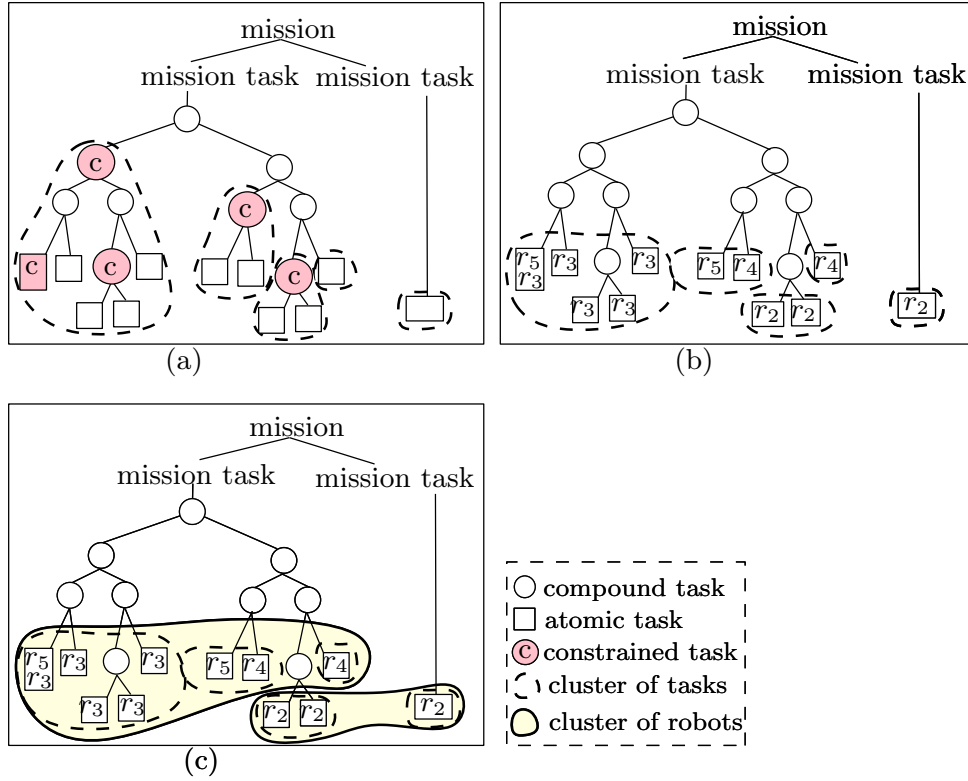 mission
mission task mission task
c
c
c c
c
(a)
mission
mission task mission task
r5 r3 r3 r3 r5 r4 r4
r3 r3 r2 r2 r2
(b)
mission
mission task mission task
r5 r3 r3 r3 r5 r4 r4
r3 r3 r2 r2 r2
(c)
compound task
atomic task
c constrained task
cluster of tasks
cluster of robots